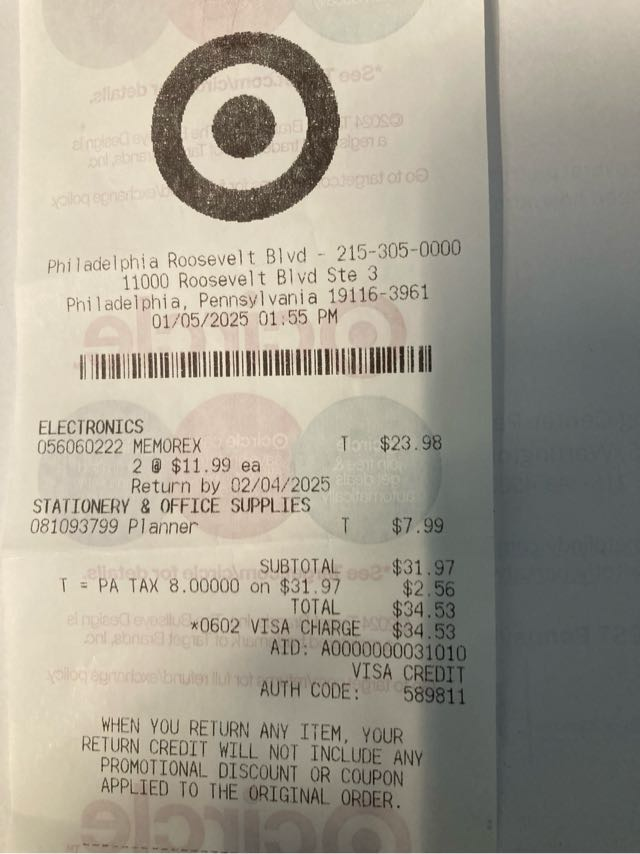 Philadelphia Roosevelt Blvd - 215-305-0000
11000 Roosevelt Blvd Ste 3
Philadelphia, Pennsylvania 19116-3961
01/05/2025 01:55 PM
ELECTRONICS
056060222 MEMOREX T $23.98
2 @ $11.99 ea
Return by 02/04/2025
STATIONERY & OFFICE SUPPLIES
081093799 Planner T $7.99
SUBTOTAL $31.97
T = PA TAX 8.00000 on $31.97 $2.56
TOTAL $34.53
*0602 VISA CHARGE $34.53
AID: A0000000031010
VISA CREDIT
AUTH CODE: 589811
WHEN YOU RETURN ANY ITEM, YOUR
RETURN CREDIT WILL NOT INCLUDE ANY
PROMOTIONAL DISCOUNT OR COUPON
APPLIED TO THE ORIGINAL ORDER.